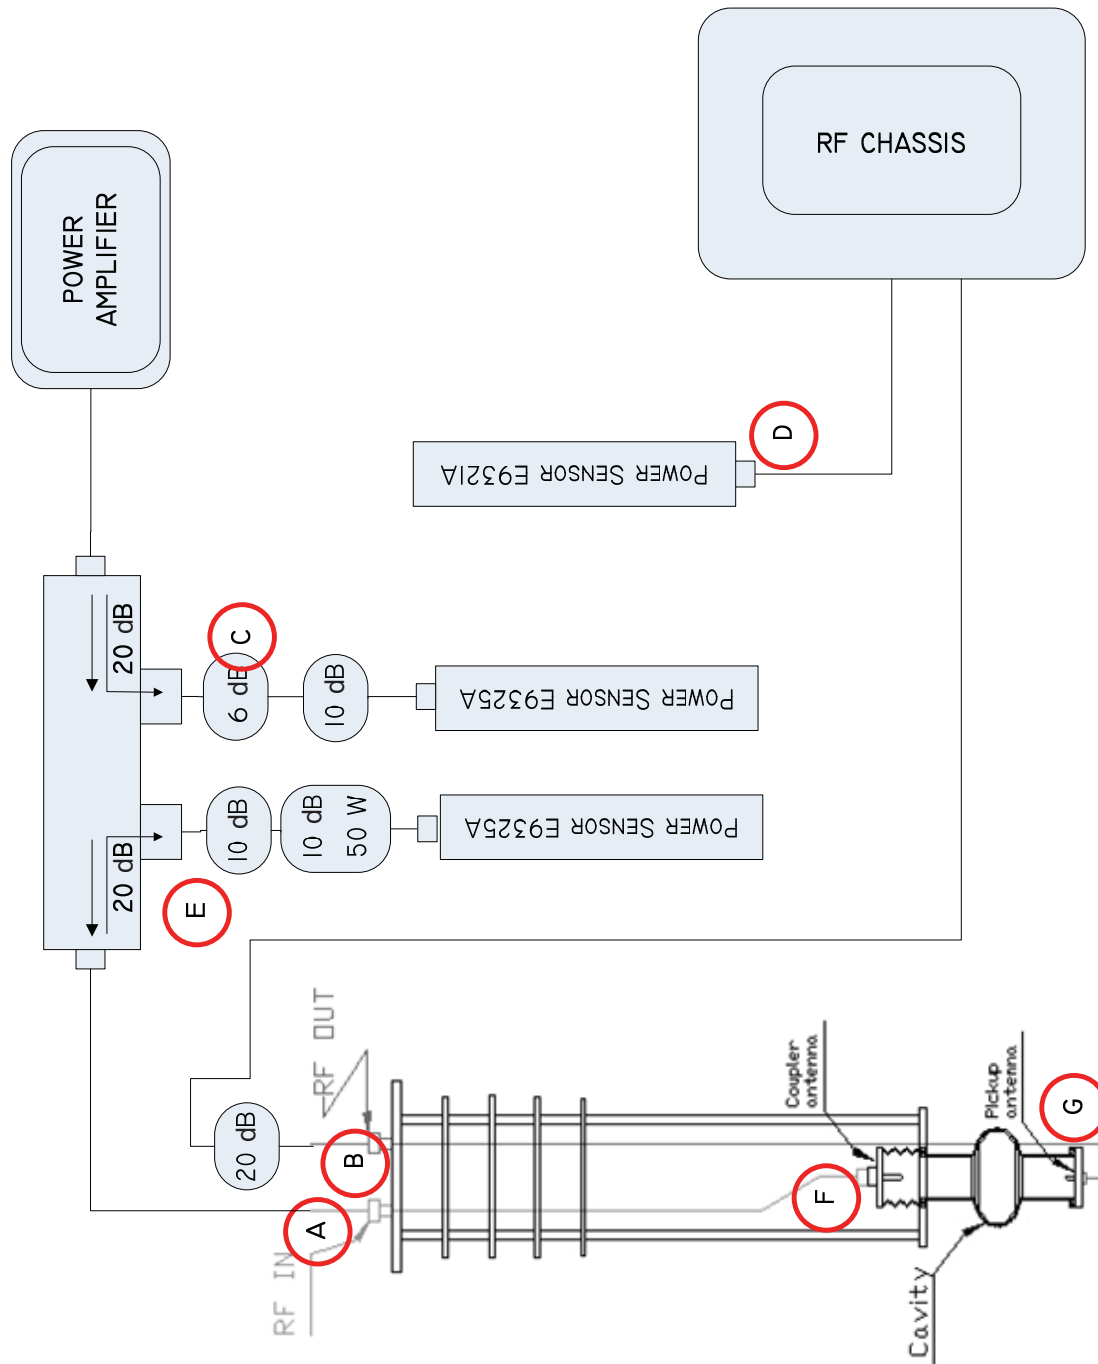 POWER
AMPLIFIER
RF CHASSIS
D
POWER SENSOR E9321A
20 dB
C
6 dB
10 dB
POWER SENSOR E9325A
20 dB
10 dB
10 dB
50 W
POWER SENSOR E9325A
E
20 dB
RF OUT
B
A
RF IN
Coupler
antenna
Pickup
antenna
G
F
Cavity